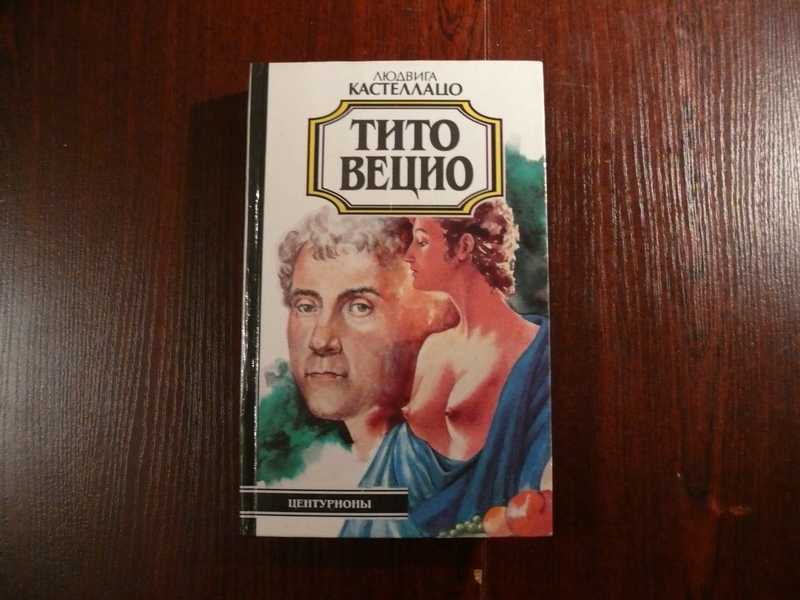 ЛЮДВИГА
КАСТЕЛЛАЦО
ТИТО
ВЕЦИО
ЦЕНТУРИОНЫ